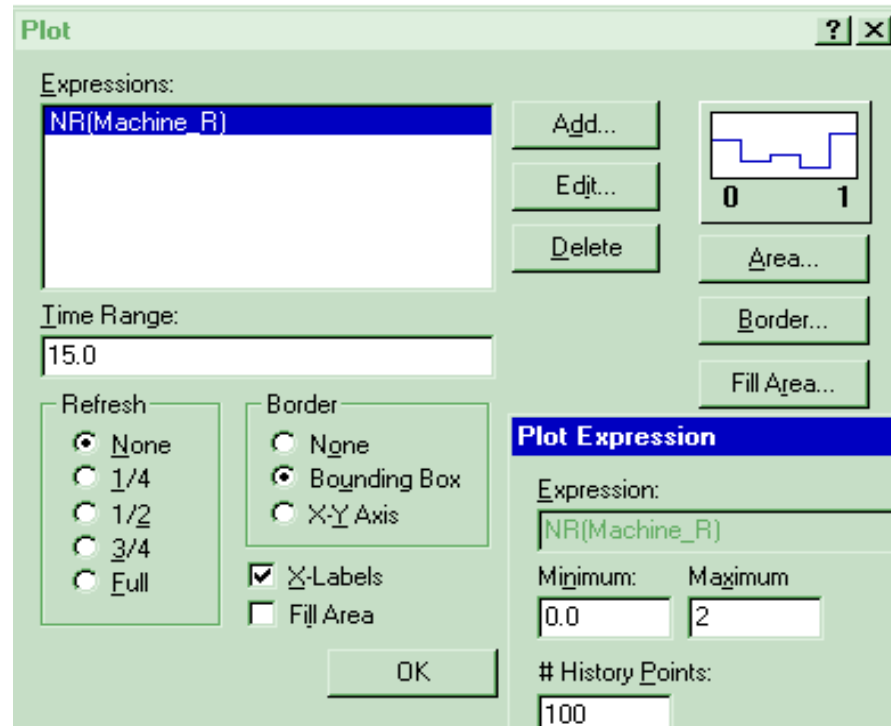 Plot
?
Expressions:
NR(Machine_R)
Add...
Edit...
Delete
0 1
Area...
Border...
Fill Area...
Time Range:
15.0
Refresh
None
1/4
1/2
3/4
Full
Border
None
Bounding Box
X-Y Axis
X-Labels
Fill Area
OK
Plot Expression
Expression:
NR(Machine_R)
Minimum: Maximum
0.0 2
# History Points:
100